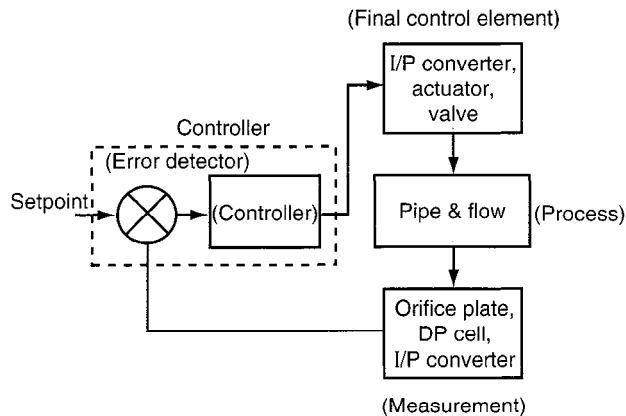 (Final control element)
I/P converter,
actuator,
valve
Controller
(Error detector)
Setpoint
(Controller)
Pipe & flow
(Process)
Orifice plate,
DP cell,
I/P converter
(Measurement)